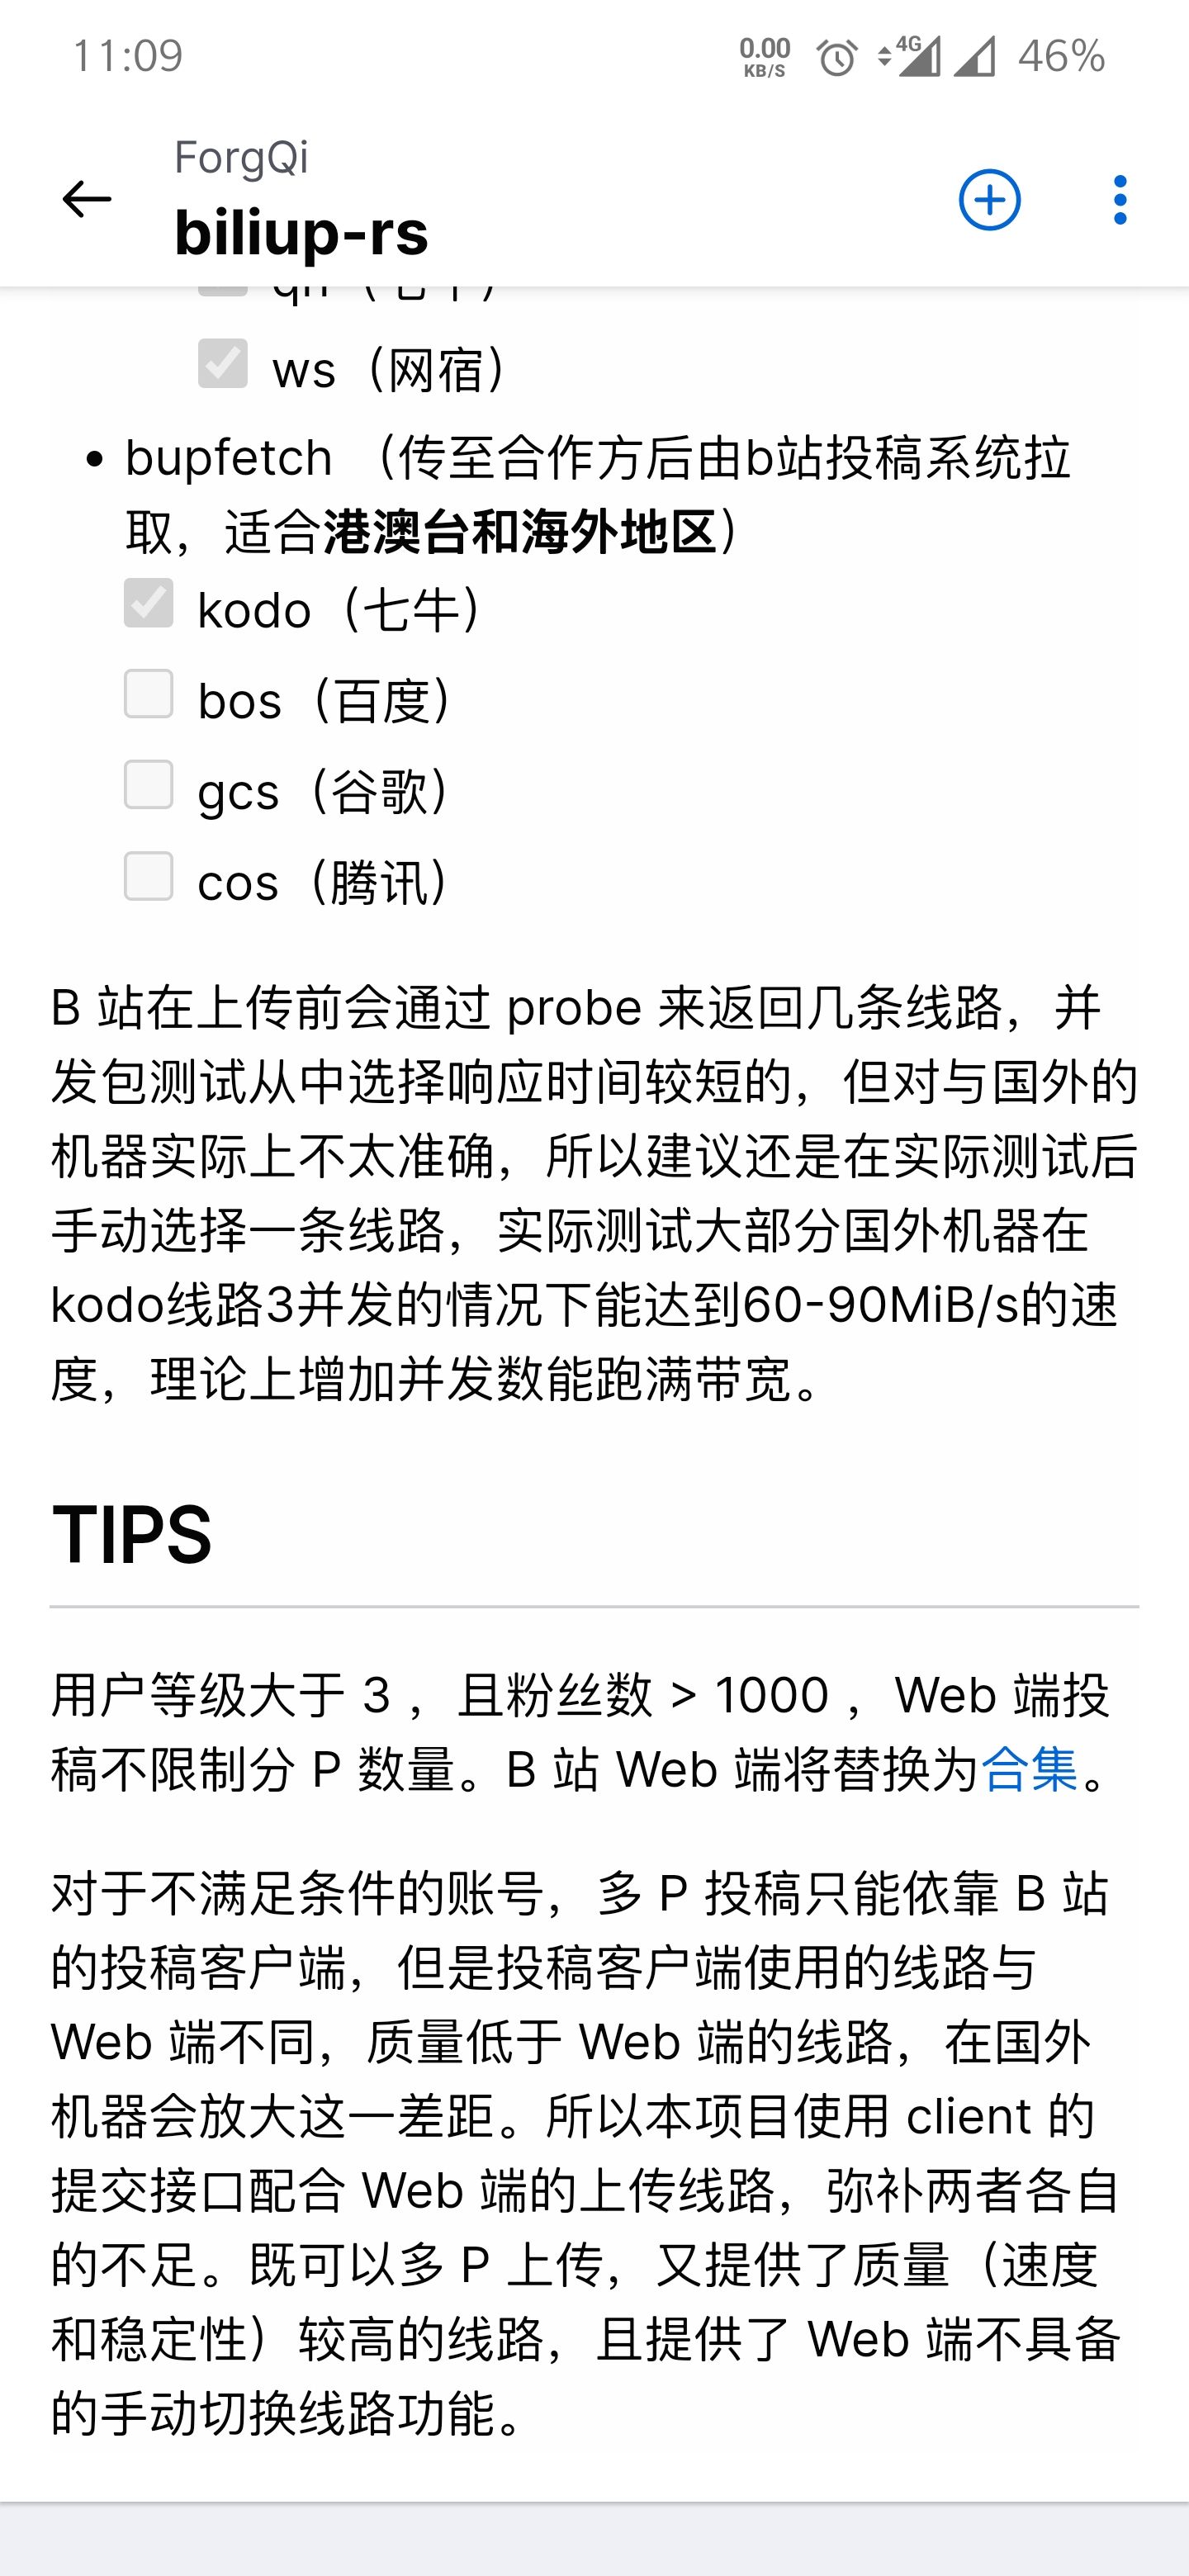 11:09
0.00
KB/S
4G
46%
ForgQi
biliup-rs
ws（网宿）
bupfetch （传至合作方后由b站投稿系统拉
取，适合港澳台和海外地区）
kodo（七牛）
bos（百度）
gcs（谷歌）
cos（腾讯）
B 站在上传前会通过 probe 来返回几条线路，并
发包测试从中选择响应时间较短的，但对与国外的
机器实际上不太准确，所以建议还是在实际测试后
手动选择一条线路，实际测试大部分国外机器在
kodo线路3并发的情况下能达到60-90MiB/s的速
度，理论上增加并发数能跑满带宽。
TIPS
用户等级大于 3 ，且粉丝数 > 1000 ，Web 端投
稿不限制分 P 数量。B 站 Web 端将替换为合集。
对于不满足条件的账号，多 P 投稿只能依靠 B 站
的投稿客户端，但是投稿客户端使用的线路与
Web 端不同，质量低于 Web 端的线路，在国外
机器会放大这一差距。所以本项目使用 client 的
提交接口配合 Web 端的上传线路，弥补两者各自
的不足。既可以多 P 上传，又提供了质量（速度
和稳定性）较高的线路，且提供了 Web 端不具备
的手动切换线路功能。